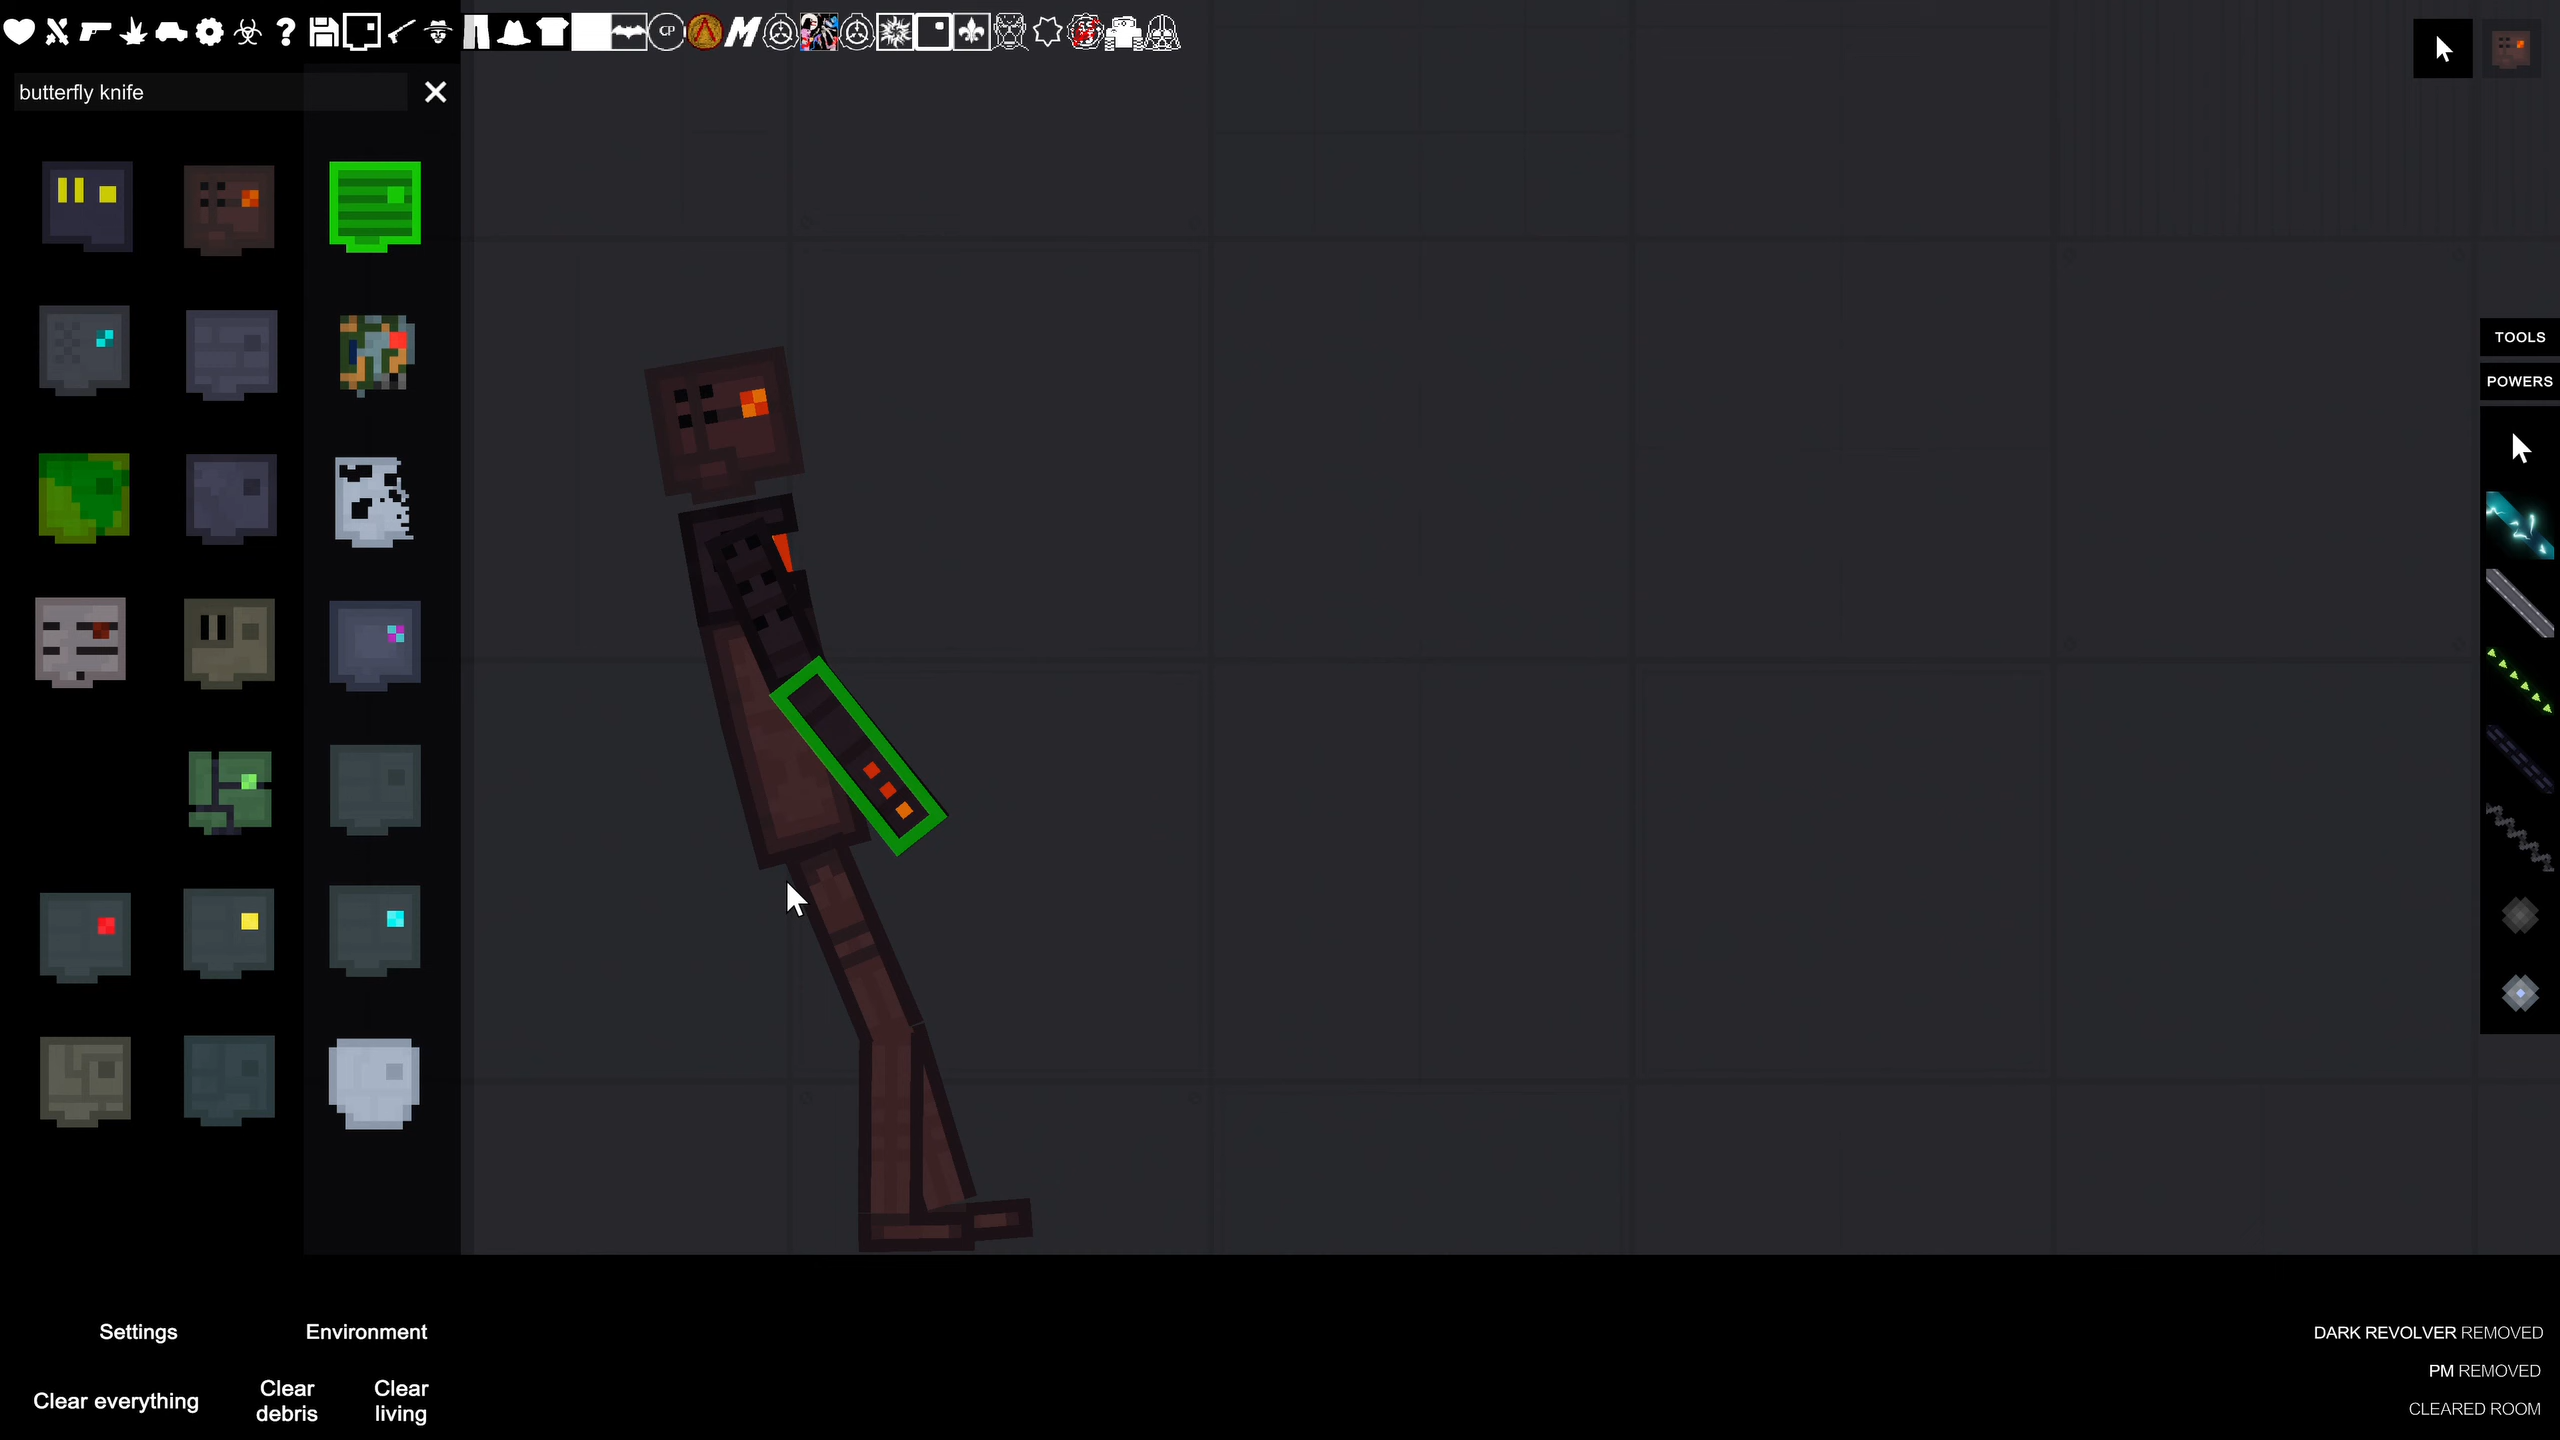 ?
M
CP
butterfly knife
TOOLS
POWERS
Settings
Environment
DARK REVOLVER REMOVED
PM REMOVED
Clear everything
Clear debris
Clear living
CLEARED ROOM